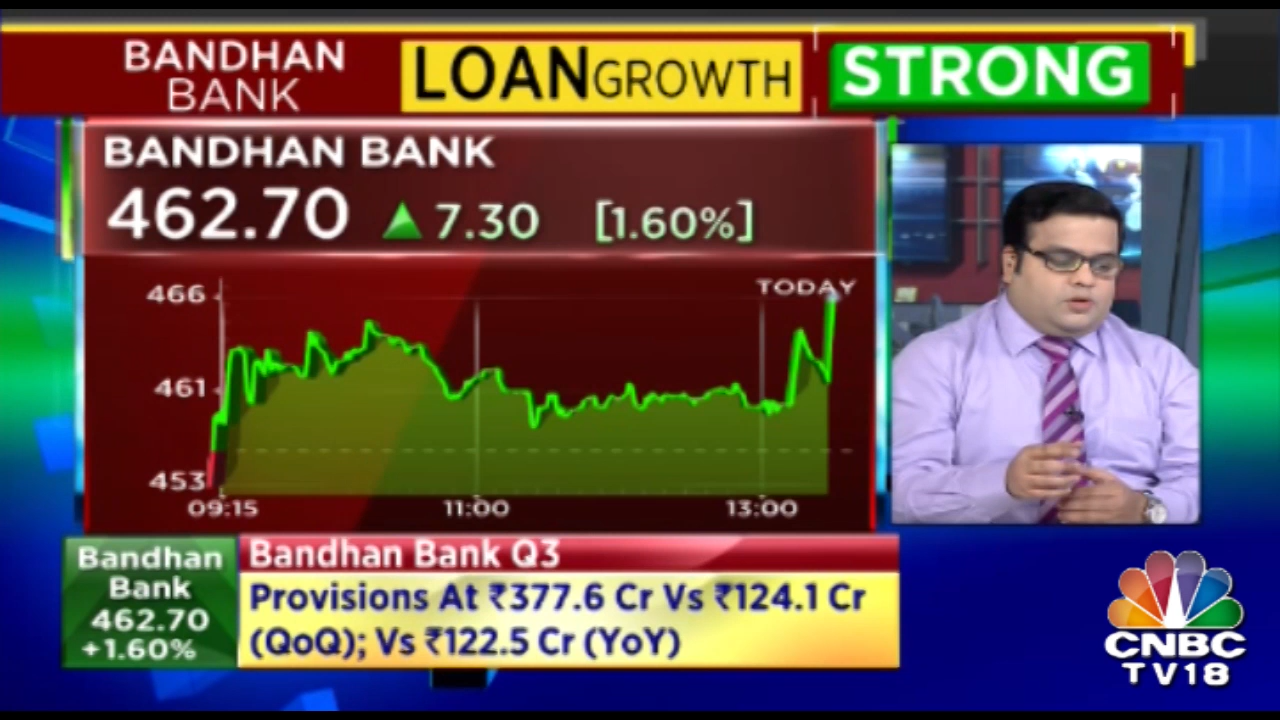 BANDHAN
BANK
LOANGROWTH
STRONG
BANDHAN BANK
462.70 ▲ 7.30 [1.60%]
TODAY
466
461
453
09:15 11:00 13:00
Bandhan
Bank
462.70
+1.60%
Bandhan Bank Q3
Provisions At ₹377.6 Cr Vs ₹124.1 Cr
(QoQ); Vs ₹122.5 Cr (YoY)
CNBC
TV18